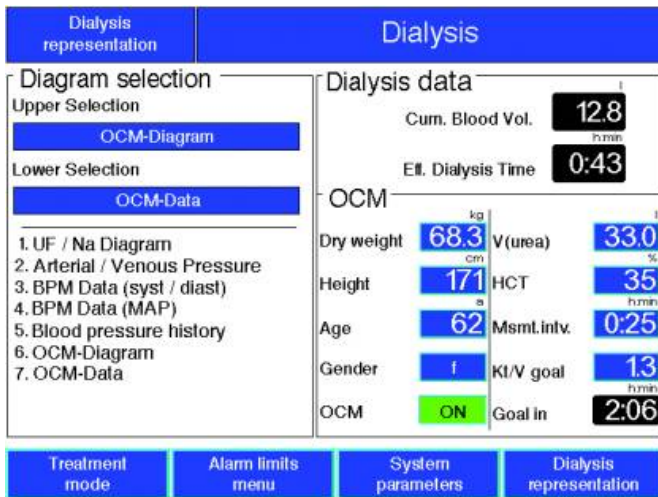 Dialysis
representation
Dialysis
Diagram selection
Upper Selection
OCM-Diagram
Lower Selection
OCM-Data
1. UF / Na Diagram
2. Arterial / Venous Pressure
3. BPM Data (syst / diast)
4. BPM Data (MAP)
5. Blood pressure history
6. OCM-Diagram
7. OCM-Data
Dialysis data
l
Cum. Blood Vol. 12.8
h:min
Eff. Dialysis Time 0:43
OCM
kg
Dry weight 68.3
cm
Height 171
a
Age 62
Gender f
OCM ON
l
V(urea) 33.0
%
HCT 35
h:min
Msmt.intv. 0:25
Kt/V goal 1.3
h:min
Goal in 2:06
Treatment
mode
Alarm limits
menu
System
parameters
Dialysis
representation